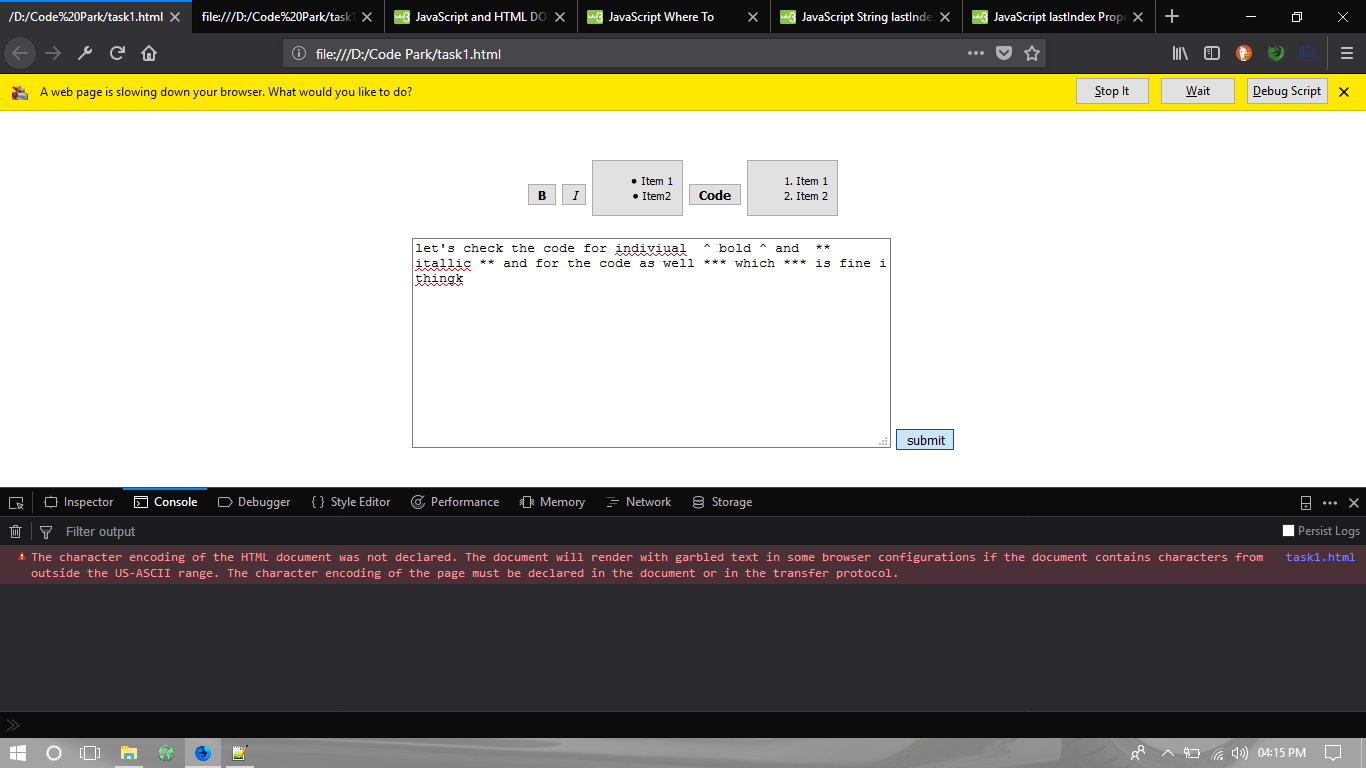 /D:/Code%20Park/task1.html
file:///D:/Code%20Park/task1
JavaScript and HTML DO
JavaScript Where To
JavaScript String lastInde
JavaScript lastIndex Prope
file:///D:/Code Park/task1.html
A web page is slowing down your browser. What would you like to do?
Stop It
Wait
Debug Script
B
I
• Item 1
• Item2
Code
1. Item 1
2. Item 2
let's check the code for indiviual ^ bold ^ and **
itallic ** and for the code as well *** which *** is fine i
thingk
submit
Inspector
Console
Debugger
{ } Style Editor
Performance
Memory
Network
Storage
Filter output
Persist Logs
The character encoding of the HTML document was not declared. The document will render with garbled text in some browser configurations if the document contains characters from
task1.html
outside the US-ASCII range. The character encoding of the page must be declared in the document or in the transfer protocol.
04:15 PM